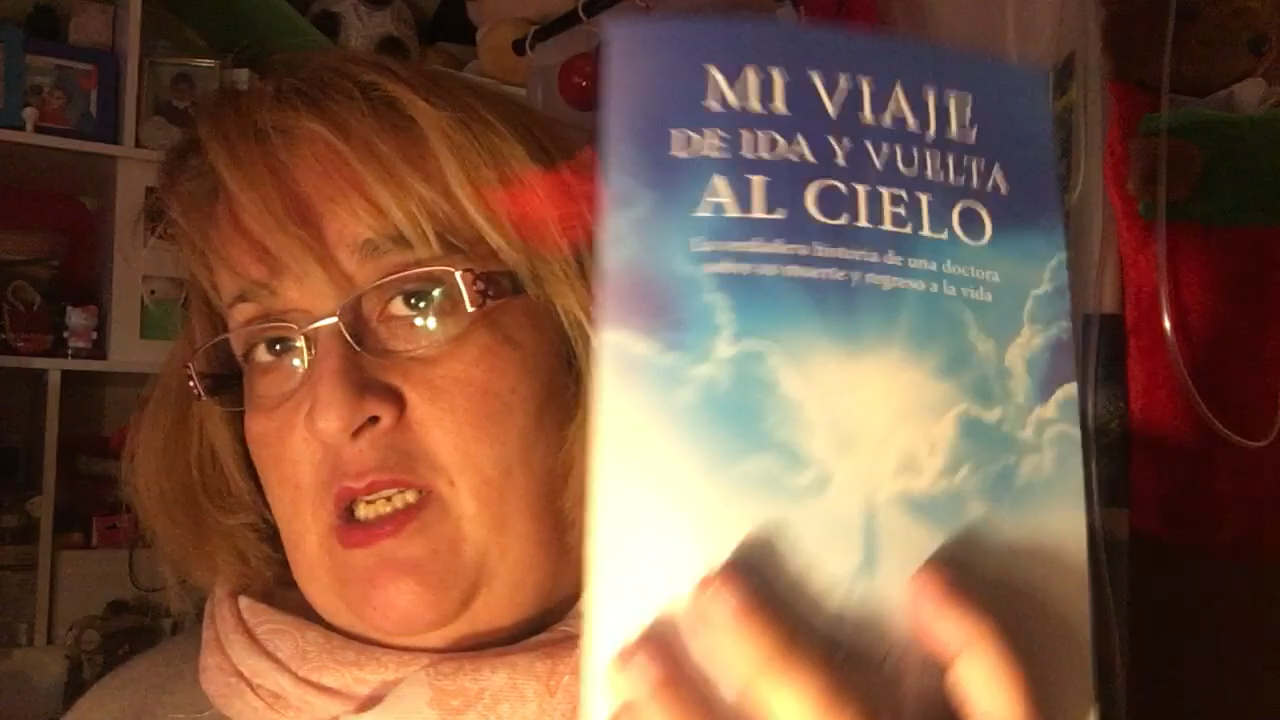 MI VIAJE
DE IDA Y VUELTA
AL CIELO
La verdadera historia de una doctora
sobre su muerte y regreso a la vida